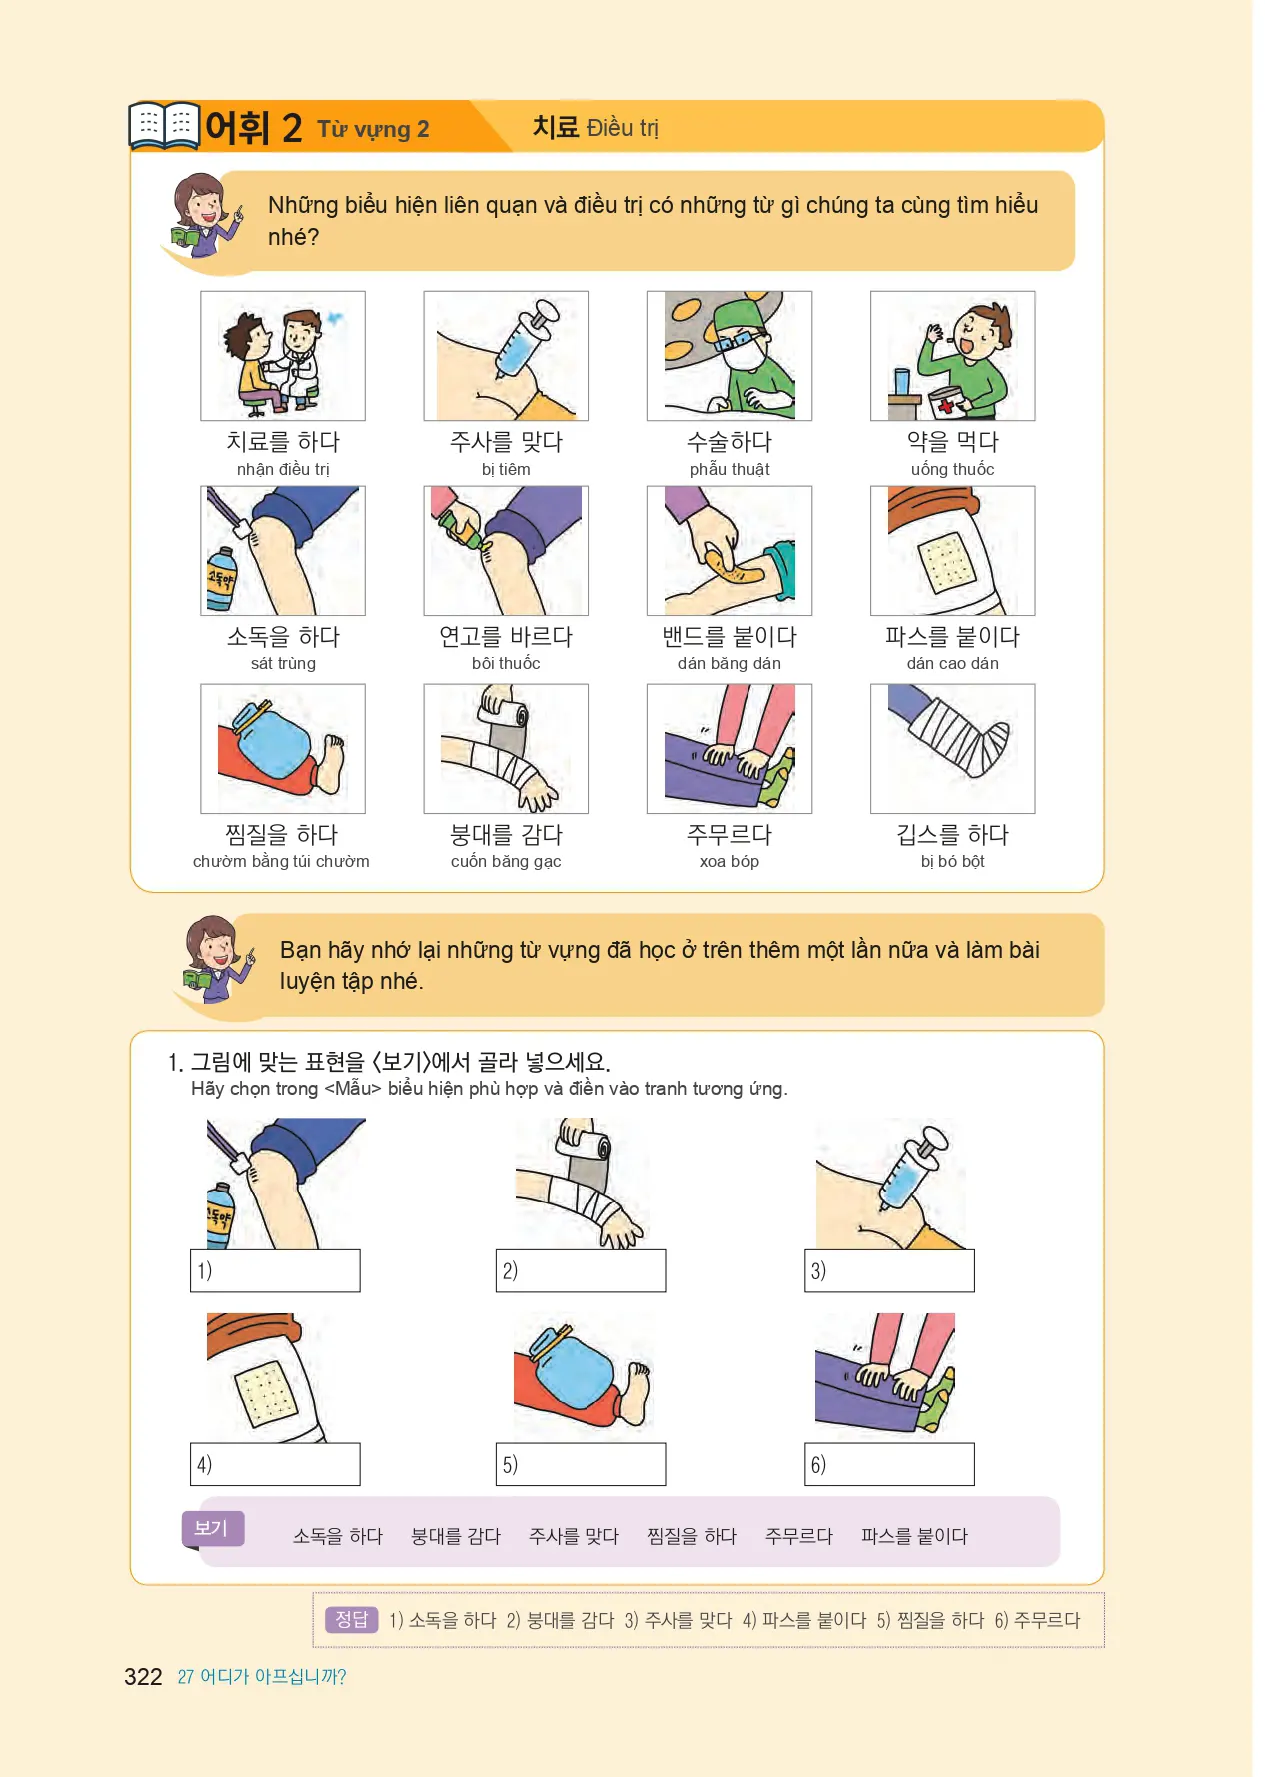 어휘 2 Từ vựng 2 치료 Điều trị
Những biểu hiện liên quạn và điều trị có những từ gì chúng ta cùng tìm hiểu
nhé?
치료를 하다 주사를 맞다 수술하다 약을 먹다
nhận điều trị bị tiêm phẫu thuật uống thuốc
소독약
소독을 하다 연고를 바르다 밴드를 붙이다 파스를 붙이다
sát trùng bôi thuốc dán băng dán dán cao dán
찜질을 하다 붕대를 감다 주무르다 깁스를 하다
chườm bằng túi chườm cuốn băng gạc xoa bóp bị bó bột
Bạn hãy nhớ lại những từ vựng đã học ở trên thêm một lần nữa và làm bài
luyện tập nhé.
1. 그림에 맞는 표현을 〈보기〉에서 골라 넣으세요.
Hãy chọn trong <Mẫu> biểu hiện phù hợp và điền vào tranh tương ứng.
소독약
1) 2) 3)
4) 5) 6)
보기 소독을 하다 붕대를 감다 주사를 맞다 찜질을 하다 주무르다 파스를 붙이다
정답 1) 소독을 하다 2) 붕대를 감다 3) 주사를 맞다 4) 파스를 붙이다 5) 찜질을 하다 6) 주무르다
322 27 어디가 아프십니까?